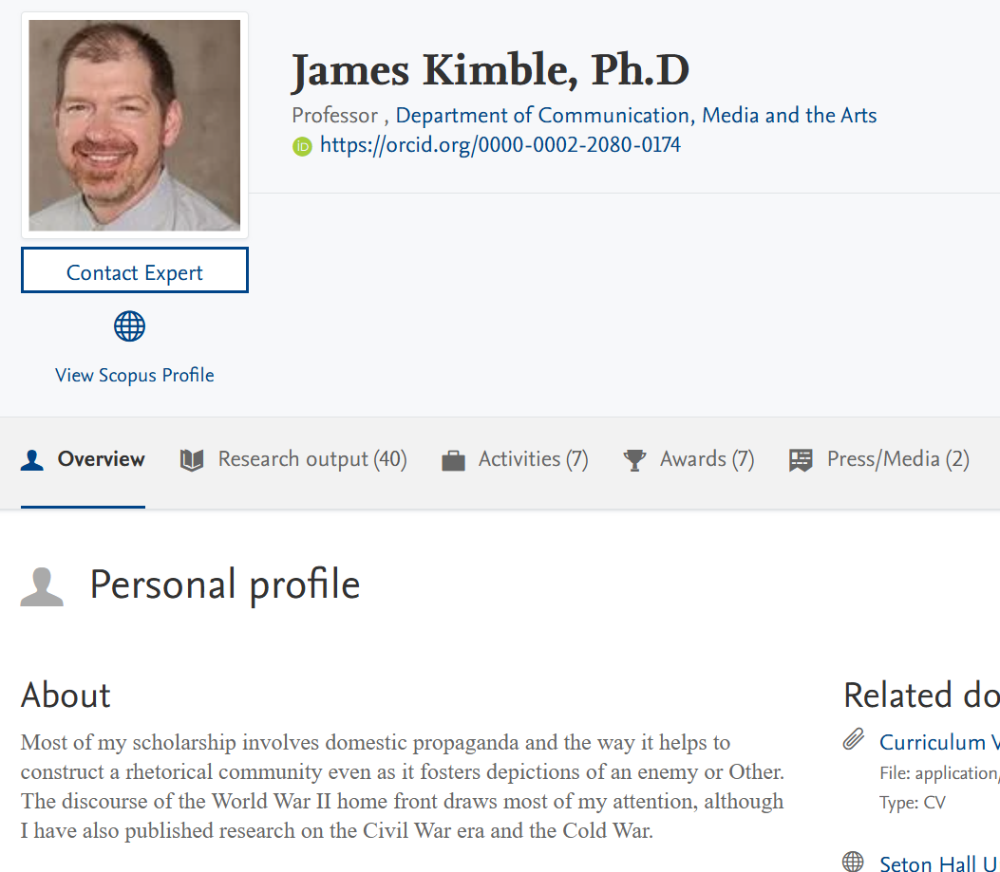 James Kimble, Ph.D
Professor , Department of Communication, Media and the Arts
iD https://orcid.org/0000-0002-2080-0174
Contact Expert
View Scopus Profile
Overview
Research output (40)
Activities (7)
Awards (7)
Press/Media (2)
Personal profile
About
Most of my scholarship involves domestic propaganda and the way it helps to
construct a rhetorical community even as it fosters depictions of an enemy or Other.
The discourse of the World War II home front draws most of my attention, although
I have also published research on the Civil War era and the Cold War.
Related do
Curriculum V
File: application/
Type: CV
Seton Hall U